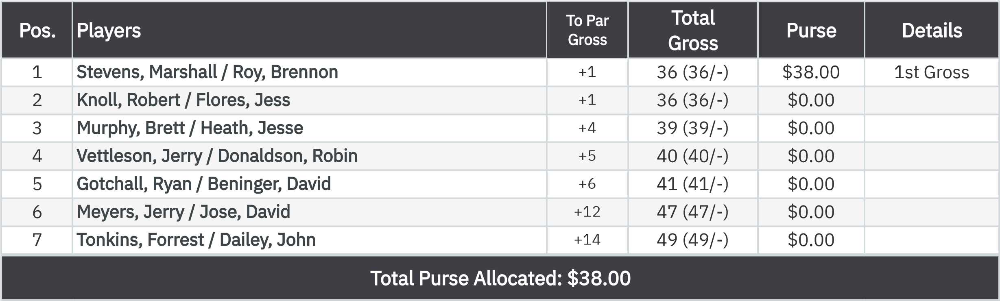 Pos. Players To Par Gross Total Gross Purse Details
1 Stevens, Marshall / Roy, Brennon +1 36 (36/-) $38.00 1st Gross
2 Knoll, Robert / Flores, Jess +1 36 (36/-) $0.00
3 Murphy, Brett / Heath, Jesse +4 39 (39/-) $0.00
4 Vettleson, Jerry / Donaldson, Robin +5 40 (40/-) $0.00
5 Gotchall, Ryan / Beninger, David +6 41 (41/-) $0.00
6 Meyers, Jerry / Jose, David +12 47 (47/-) $0.00
7 Tonkins, Forrest / Dailey, John +14 49 (49/-) $0.00
Total Purse Allocated: $38.00